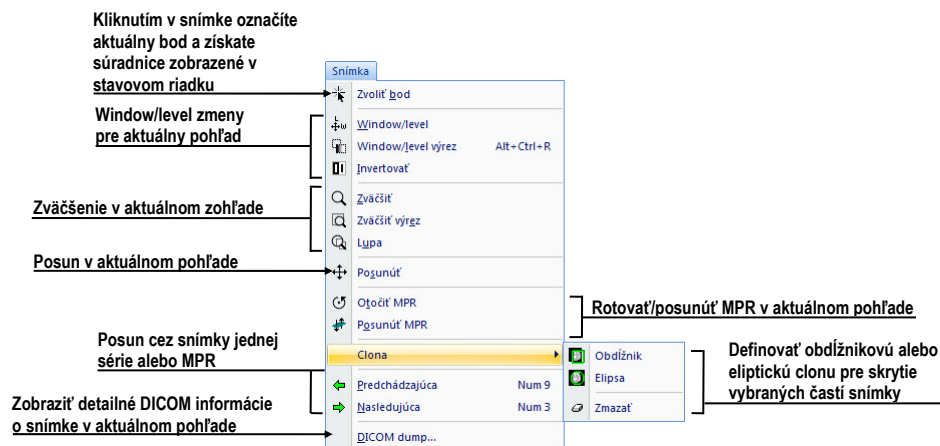 Kliknutím v snímke označíte
aktuálny bod a získate
súradnice zobrazené v
stavovom riadku
Window/level zmeny
pre aktuálny pohľad
Zväčšenie v aktuálnom zohľade
Posun v aktuálnom pohľade
Posun cez snímky jednej
série alebo MPR
Zobraziť detailné DICOM informácie
o snímke v aktuálnom pohľade
Snímka
Zvoliť bod
Window/level
Window/level výrez Alt+Ctrl+R
Invertovať
Zväčšiť
Zväčšiť výrez
Lupa
Posunúť
Otočiť MPR
Posunúť MPR
Clona
Predchádzajúca Num 9
Nasledujúca Num 3
DICOM dump...
Obdĺžnik
Elipsa
Zmazať
Rotovať/posunúť MPR v aktuálnom pohľade
Definovať obdĺžnikovú alebo
eliptickú clonu pre skrytie
vybraných častí snímky